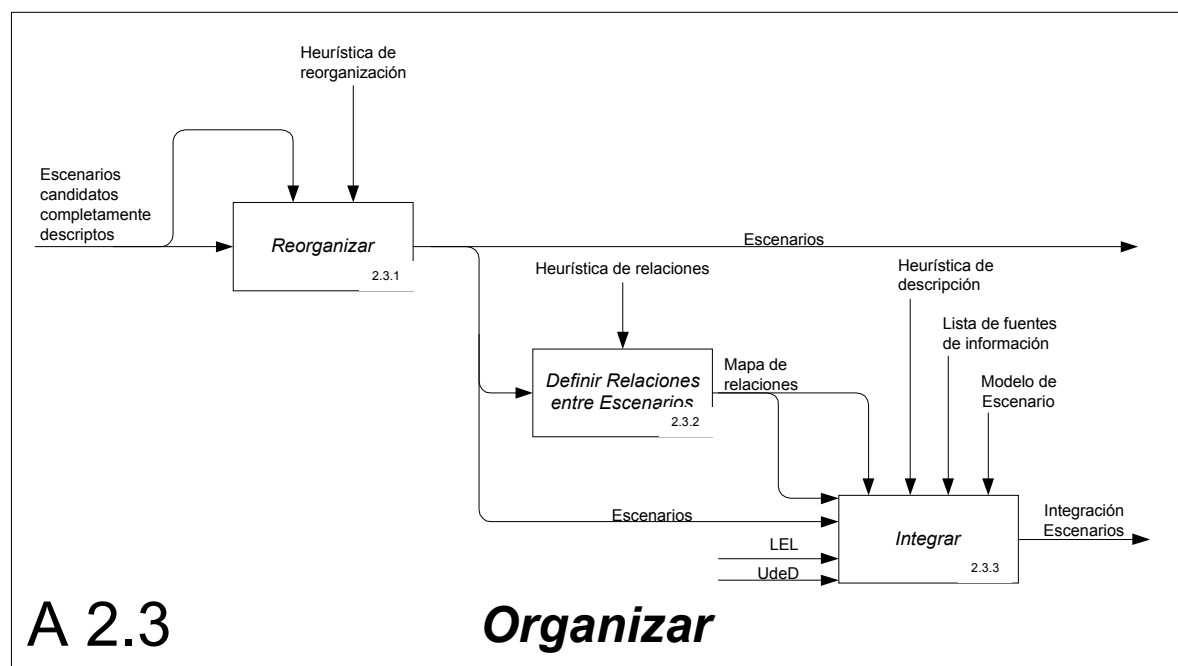 Heurística de
reorganización
Escenarios
candidatos
completamente
descriptos
Reorganizar
2.3.1
Escenarios
Heurística de relaciones
Heurística de
descripción
Lista de fuentes
de información
Modelo de
Escenario
Definir Relaciones
entre Escenarios
2.3.2
Mapa de
relaciones
Escenarios
LEL
UdeD
Integrar
2.3.3
Integración
Escenarios
A 2.3
Organizar